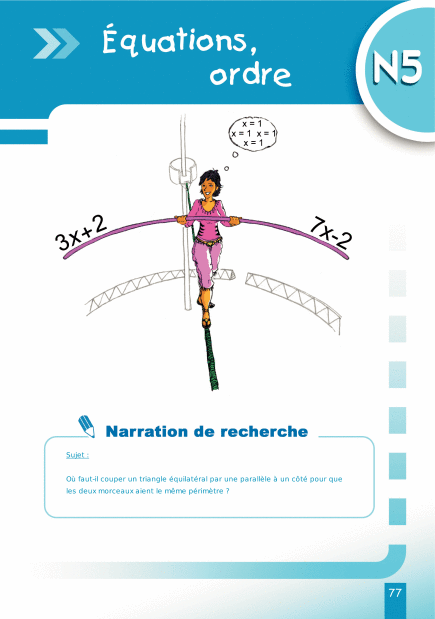 Équations,
ordre
N5
x = 1
x = 1 x = 1
x = 1
3x+2
7x-2
Narration de recherche
Sujet :
Où faut-il couper un triangle équilatéral par une parallèle à un côté pour que
les deux morceaux aient le même périmètre ?
77